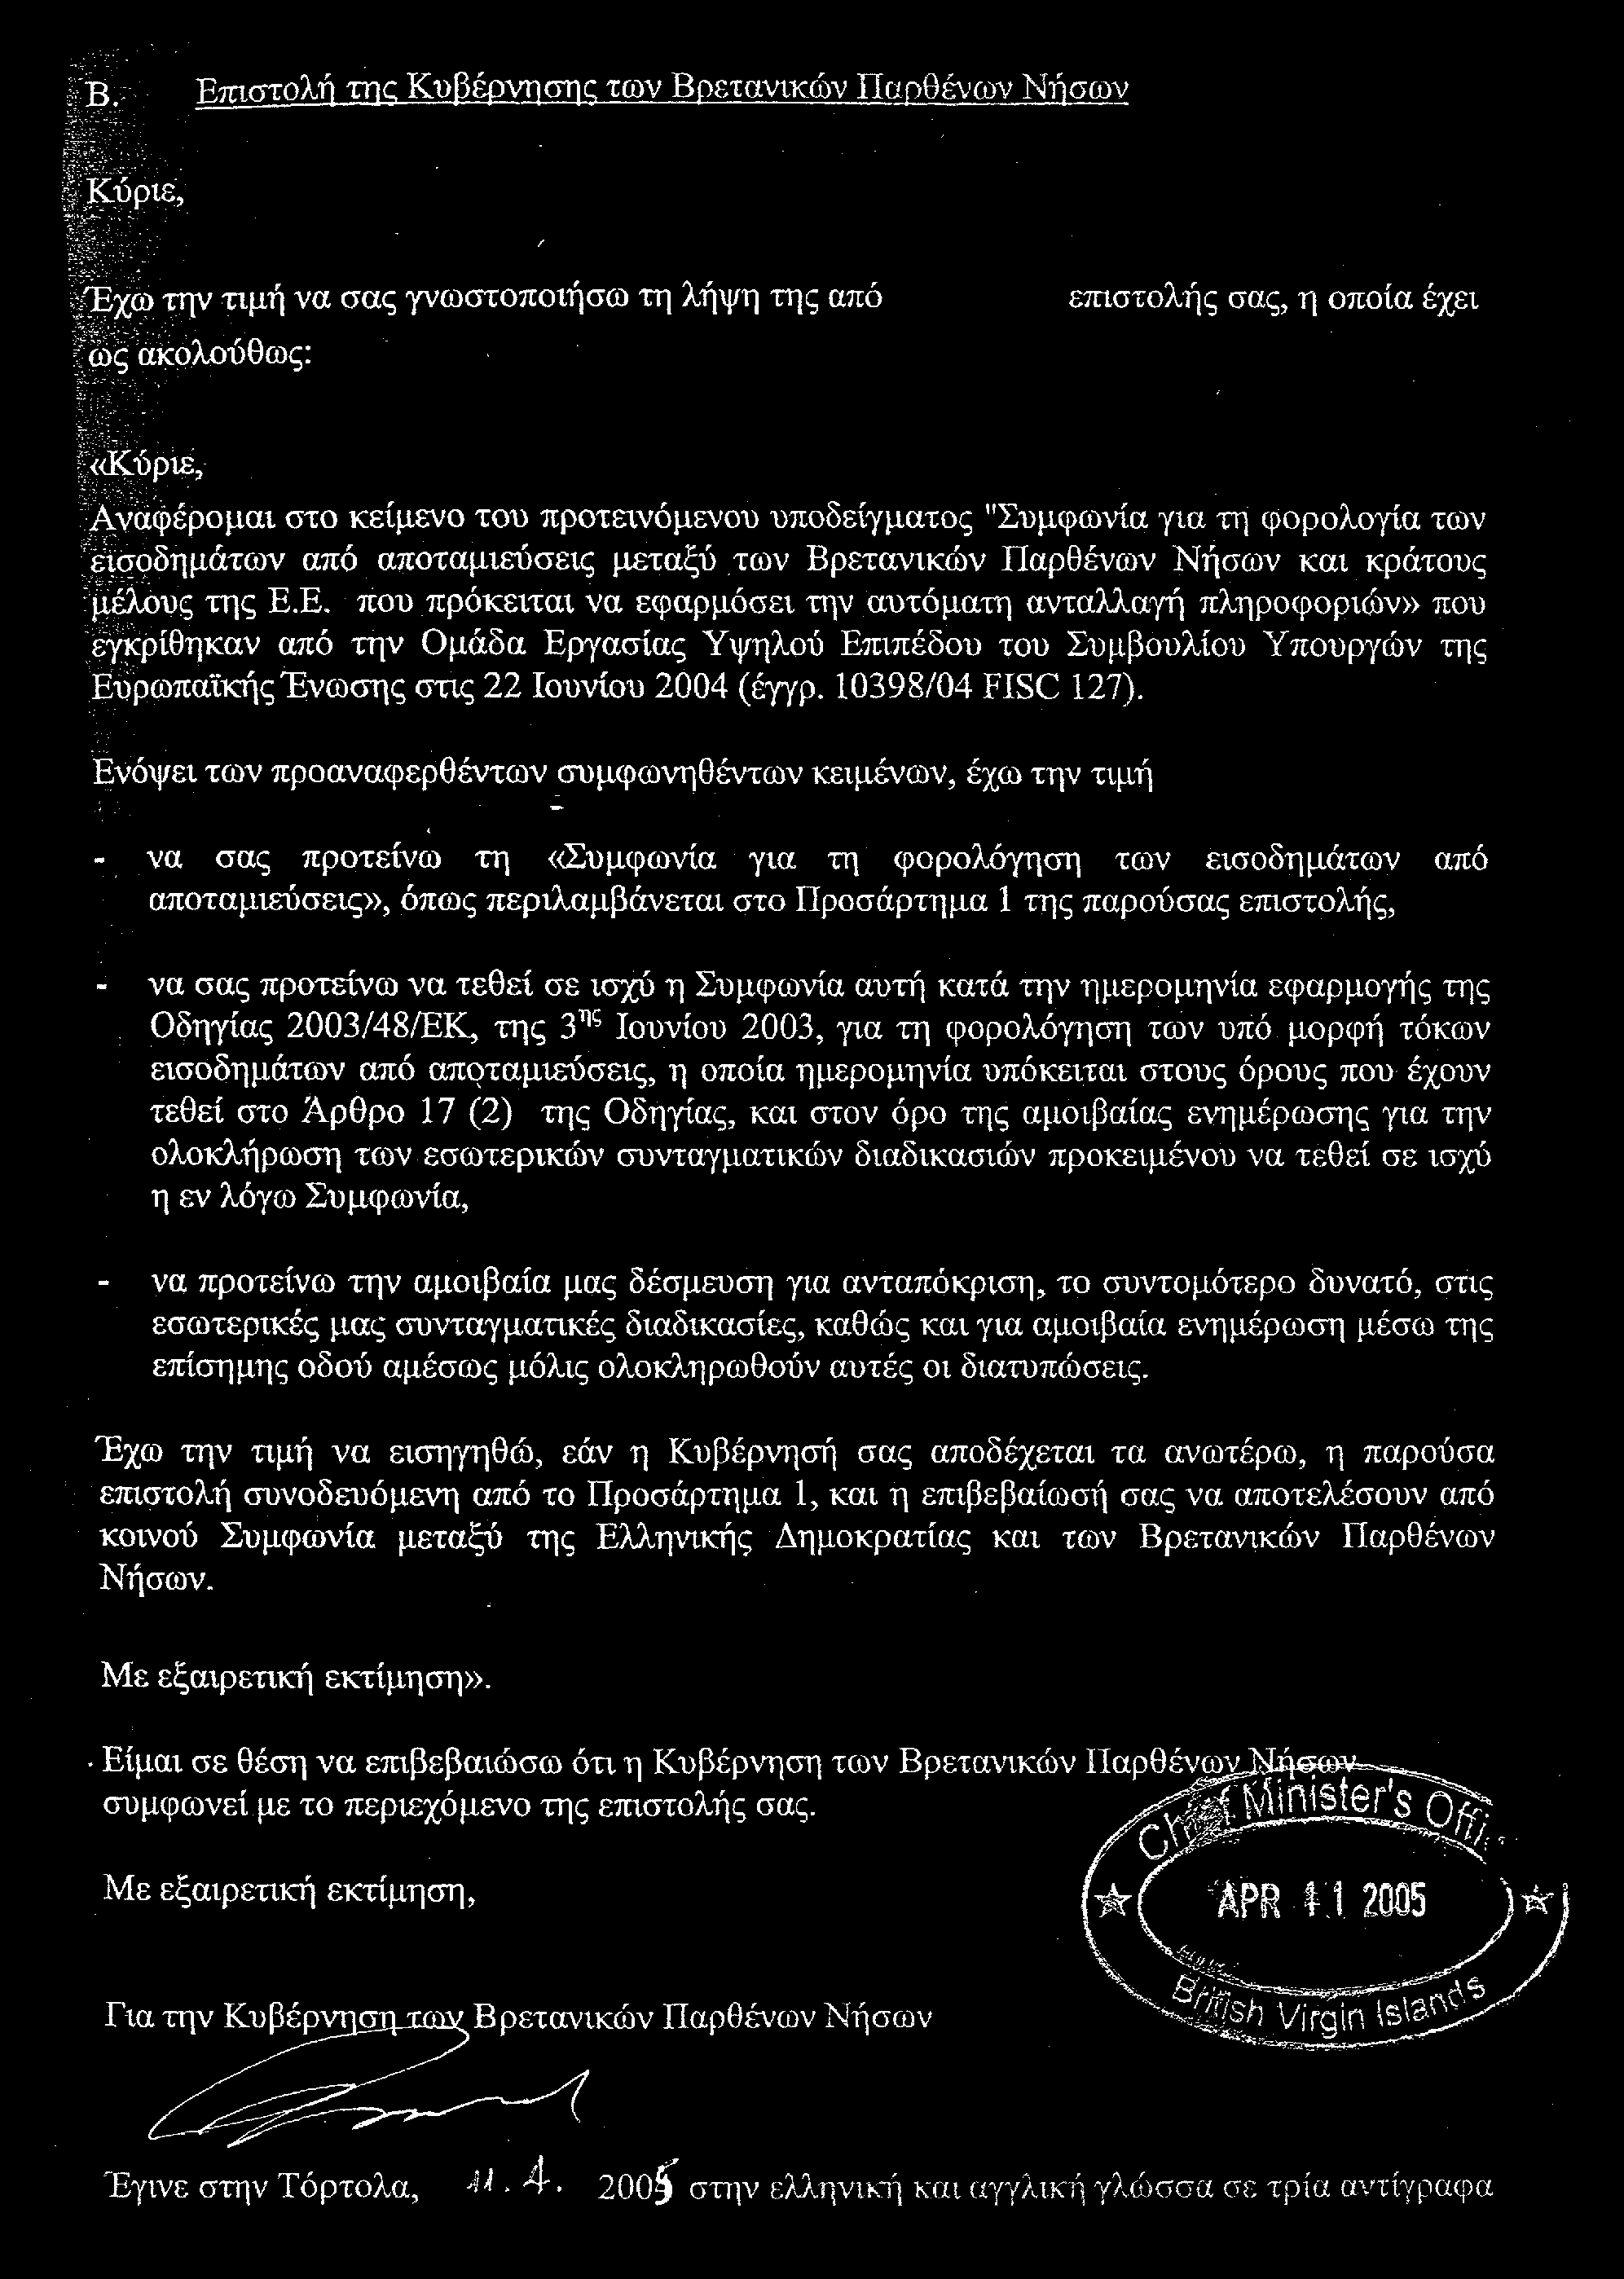 Β. Επιστολή της Κυβέρνησης των Βρετανικών Παρθένων Νήσων
Κύριε,
Έχω την τιμή να σας γνωστοποιήσω τη λήψη της από επιστολής σας, η οποία έχει
ως ακολούθως:
«Κύριε,
Αναφέρομαι στο κείμενο του προτεινόμενου υποδείγματος "Συμφωνία για τη φορολογία των
εισοδημάτων από αποταμιεύσεις μεταξύ των Βρετανικών Παρθένων Νήσων και κράτους
μέλους της Ε.Ε. που πρόκειται να εφαρμόσει την αυτόματη ανταλλαγή πληροφοριών» που
εγκρίθηκαν από την Ομάδα Εργασίας Υψηλού Επιπέδου του Συμβουλίου Υπουργών της
Ευρωπαϊκής Ένωσης στις 22 Ιουνίου 2004 (έγγρ. 10398/04 FISC 127).
Ενόψει των προαναφερθέντων συμφωνηθέντων κειμένων, έχω την τιμή
- να σας προτείνω τη «Συμφωνία για τη φορολόγηση των εισοδημάτων από
αποταμιεύσεις», όπως περιλαμβάνεται στο Προσάρτημα 1 της παρούσας επιστολής,
- να σας προτείνω να τεθεί σε ισχύ η Συμφωνία αυτή κατά την ημερομηνία εφαρμογής της
Οδηγίας 2003/48/ΕΚ, της 3ης Ιουνίου 2003, για τη φορολόγηση των υπό μορφή τόκων
εισοδημάτων από αποταμιεύσεις, η οποία ημερομηνία υπόκειται στους όρους που έχουν
τεθεί στο Άρθρο 17 (2) της Οδηγίας, και στον όρο της αμοιβαίας ενημέρωσης για την
ολοκλήρωση των εσωτερικών συνταγματικών διαδικασιών προκειμένου να τεθεί σε ισχύ
η εν λόγω Συμφωνία,
- να προτείνω την αμοιβαία μας δέσμευση για ανταπόκριση, το συντομότερο δυνατό, στις
εσωτερικές μας συνταγματικές διαδικασίες, καθώς και για αμοιβαία ενημέρωση μέσω της
επίσημης οδού αμέσως μόλις ολοκληρωθούν αυτές οι διατυπώσεις.
Έχω την τιμή να εισηγηθώ, εάν η Κυβέρνησή σας αποδέχεται τα ανωτέρω, η παρούσα
επιστολή συνοδευόμενη από το Προσάρτημα 1, και η επιβεβαίωσή σας να αποτελέσουν από
κοινού Συμφωνία μεταξύ της Ελληνικής Δημοκρατίας και των Βρετανικών Παρθένων
Νήσων.
Με εξαιρετική εκτίμηση».
Είμαι σε θέση να επιβεβαιώσω ότι η Κυβέρνηση των Βρετανικών Παρθένων Νήσων
συμφωνεί με το περιεχόμενο της επιστολής σας.
Chief Minister's
Με εξαιρετική εκτίμηση,
APR 11 2005
British Virgin Islands
Για την Κυβέρνηση των Βρετανικών Παρθένων Νήσων
Έγινε στην Τόρτολα, 11. 4. 2005 στην ελληνική και αγγλική γλώσσα σε τρία αντίγραφα